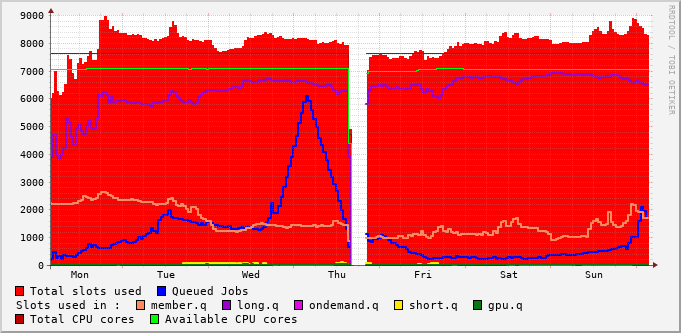 9000
8000
7000
6000
5000
4000
3000
2000
1000
0
Mon Tue Wed Thu Fri Sat Sun
RRDTOOL / TOBI OETIKER
Total slots used Queued Jobs
Slots used in : member.q long.q ondemand.q short.q gpu.q
Total CPU cores Available CPU cores